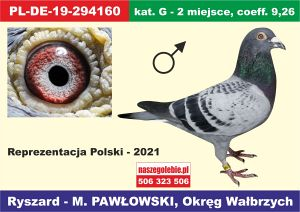 PL-DE-19-294160
kat. G - 2 miejsce, coeff. 9,26
Reprezentacja Polski - 2021
naszegolebie.pl
506 323 506
Ryszard - M. PAWŁOWSKI, Okręg Wałbrzych